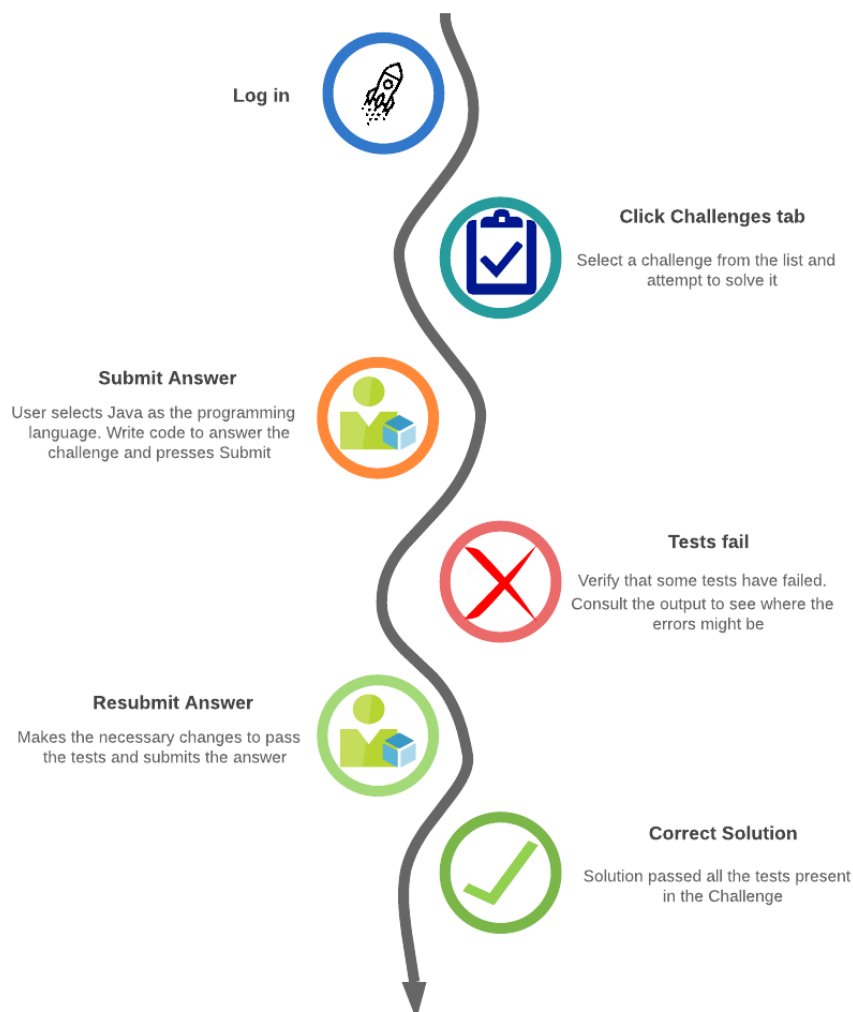 Log in
Click Challenges tab
Select a challenge from the list and
attempt to solve it
Submit Answer
User selects Java as the programming
language. Write code to answer the
challenge and presses Submit
Tests fail
Verify that some tests have failed.
Consult the output to see where the
errors might be
Resubmit Answer
Makes the necessary changes to pass
the tests and submits the answer
Correct Solution
Solution passed all the tests present
in the Challenge